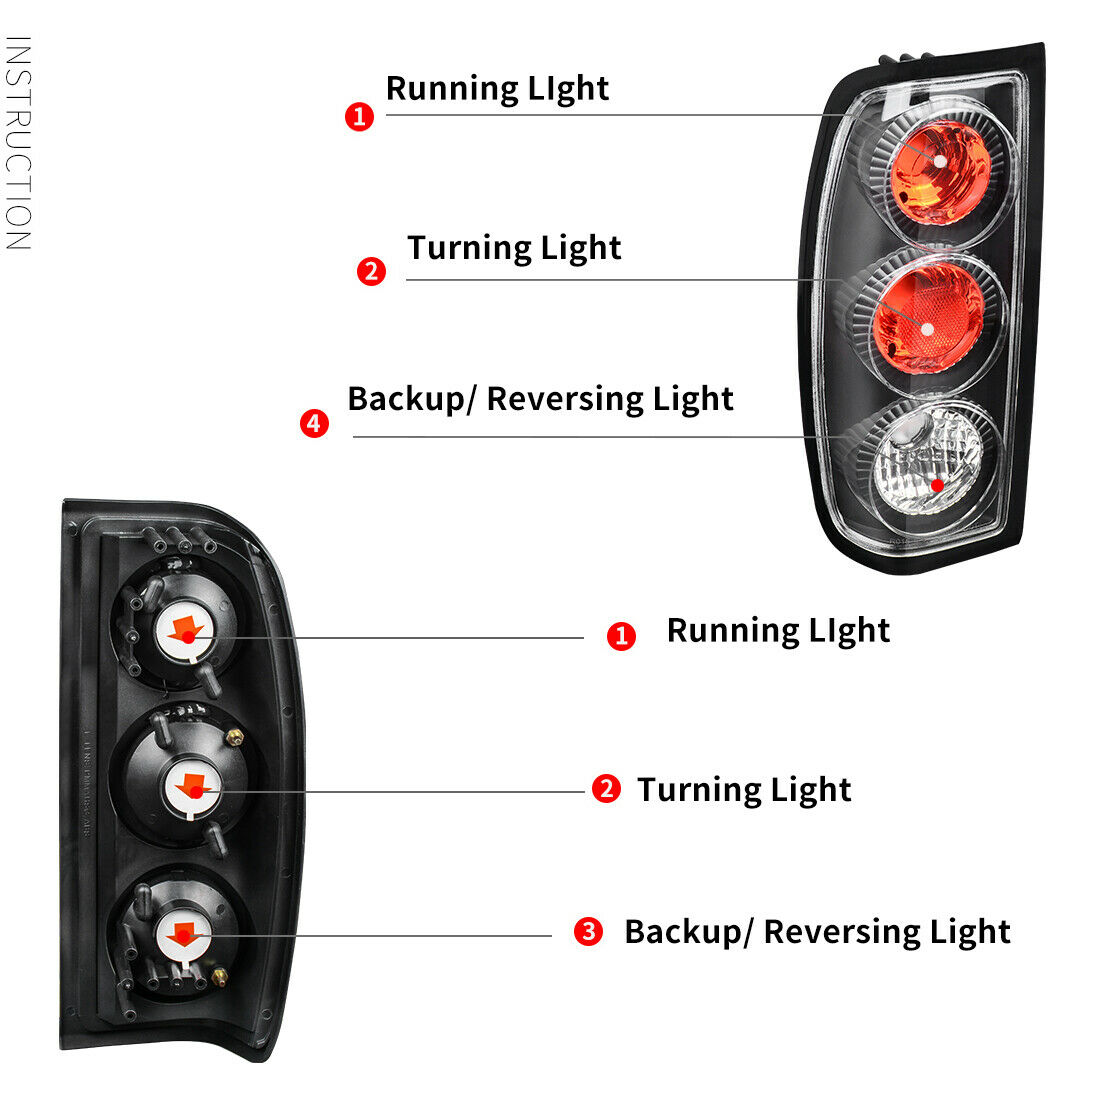 INSTRUCTION
Running LIght
1
Turning Light
2
Backup/ Reversing Light
4
1 Running LIght
2 Turning Light
3 Backup/ Reversing Light